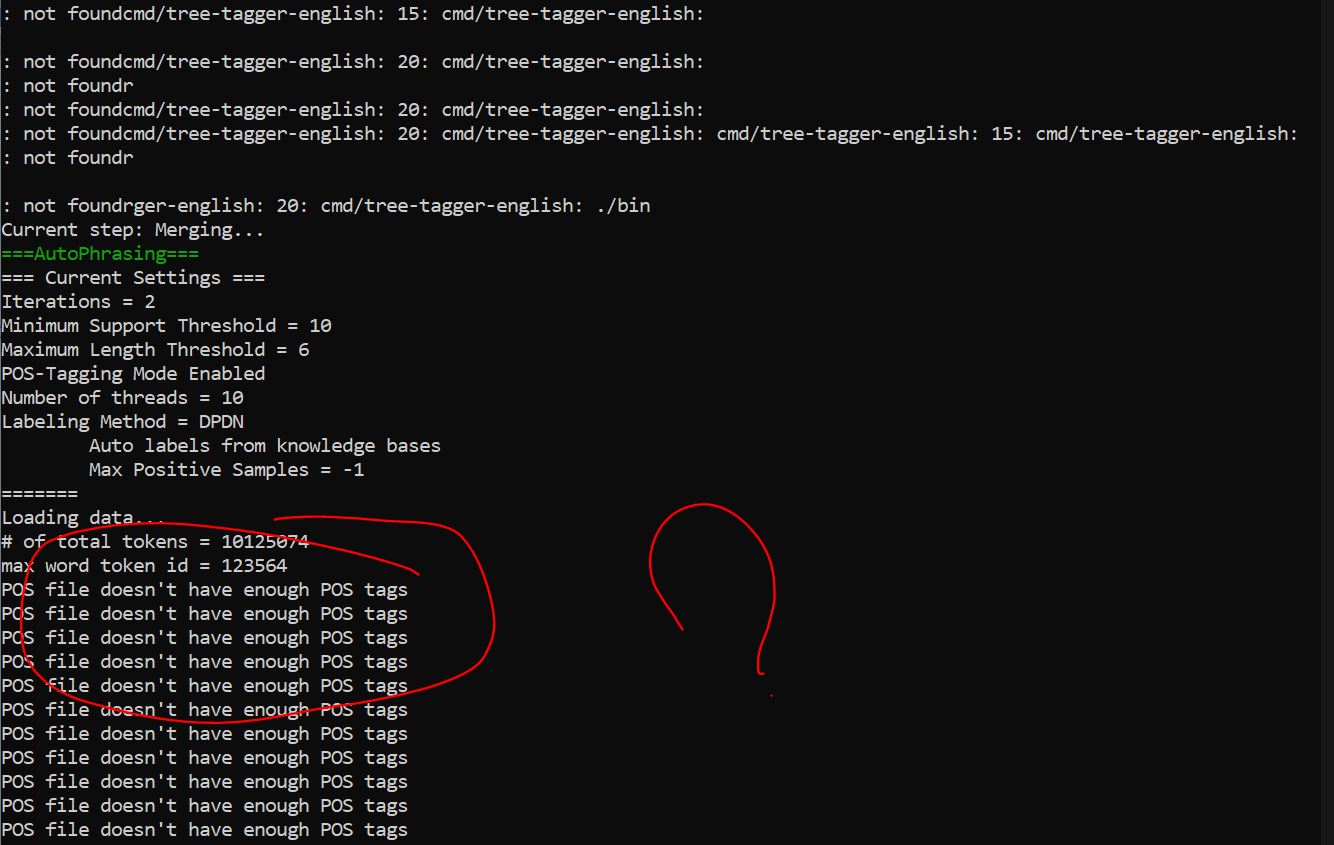 : not foundcmd/tree-tagger-english: 15: cmd/tree-tagger-english:
: not foundcmd/tree-tagger-english: 20: cmd/tree-tagger-english:
: not foundr
: not foundcmd/tree-tagger-english: 20: cmd/tree-tagger-english:
: not foundcmd/tree-tagger-english: 20: cmd/tree-tagger-english: cmd/tree-tagger-english: 15: cmd/tree-tagger-english:
: not foundr
: not foundrger-english: 20: cmd/tree-tagger-english: ./bin
Current step: Merging...
===AutoPhrasing===
=== Current Settings ===
Iterations = 2
Minimum Support Threshold = 10
Maximum Length Threshold = 6
POS-Tagging Mode Enabled
Number of threads = 10
Labeling Method = DPDN
Auto labels from knowledge bases
Max Positive Samples = -1
=======
Loading data...
# of total tokens = 10125074
max word token id = 123564
POS file doesn't have enough POS tags
POS file doesn't have enough POS tags
POS file doesn't have enough POS tags
POS file doesn't have enough POS tags
POS file doesn't have enough POS tags
POS file doesn't have enough POS tags
POS file doesn't have enough POS tags
POS file doesn't have enough POS tags
POS file doesn't have enough POS tags
POS file doesn't have enough POS tags
POS file doesn't have enough POS tags
?